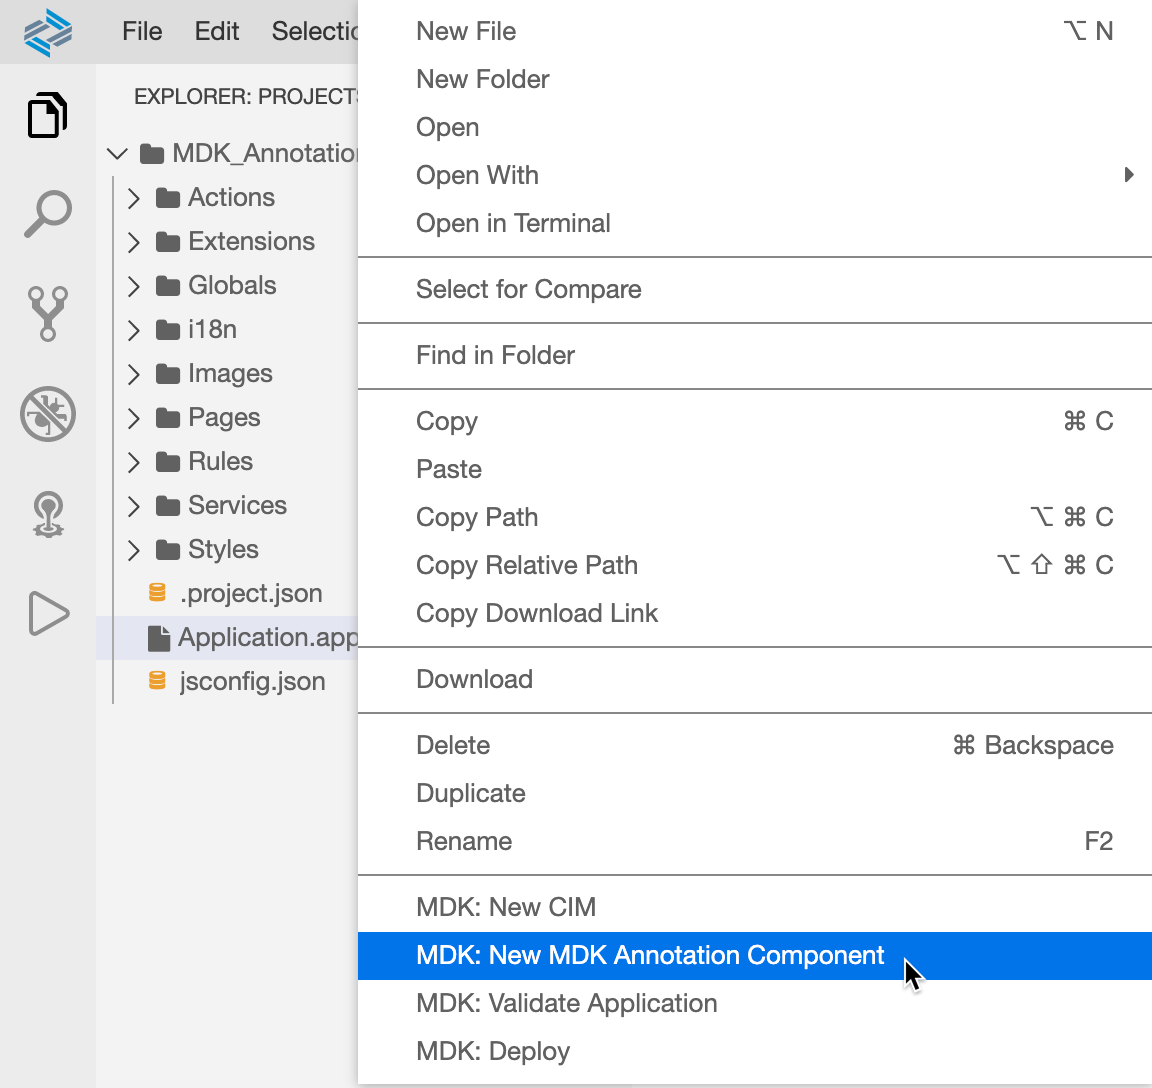 File Edit Selectio
EXPLORER: PROJECTS
MDK_Annotation
Actions
Extensions
Globals
i18n
Images
Pages
Rules
Services
Styles
.project.json
Application.app
jsconfig.json
New File ⌥ N
New Folder
Open
Open With
Open in Terminal
Select for Compare
Find in Folder
Copy ⌘ C
Paste
Copy Path ⌥ ⌘ C
Copy Relative Path ⌥ ⇧ ⌘ C
Copy Download Link
Download
Delete ⌘ Backspace
Duplicate
Rename F2
MDK: New CIM
MDK: New MDK Annotation Component
MDK: Validate Application
MDK: Deploy